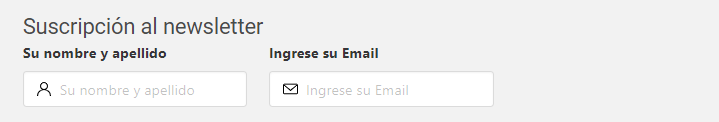 Suscripción al newsletter
Su nombre y apellido Ingrese su Email
Su nombre y apellido Ingrese su Email